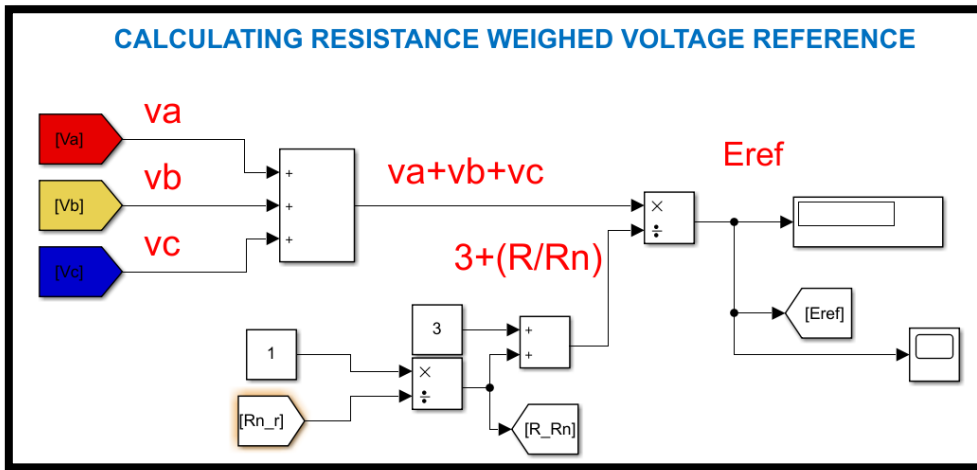 CALCULATING RESISTANCE WEIGHED VOLTAGE REFERENCE
va
[Va]
vb
[Vb]
vc
[Vc]
+
+
+
va+vb+vc
3+(R/Rn)
×
÷
Eref
[Eref]
1
3
×
÷
+
+
[Rn_r]
[R_Rn]